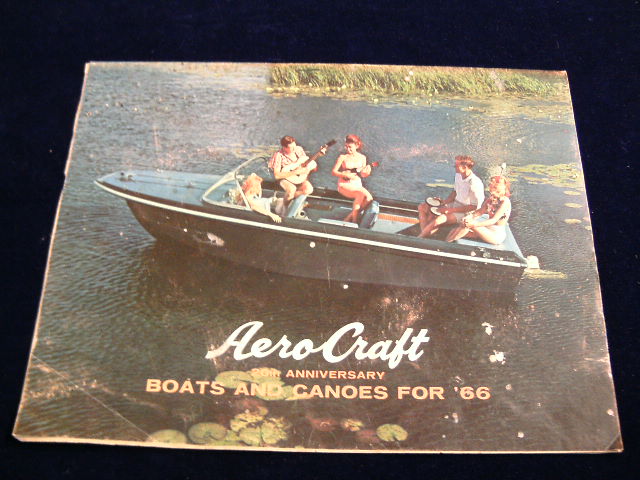 AeroCraft
20th ANNIVERSARY
BOATS AND CANOES FOR '66